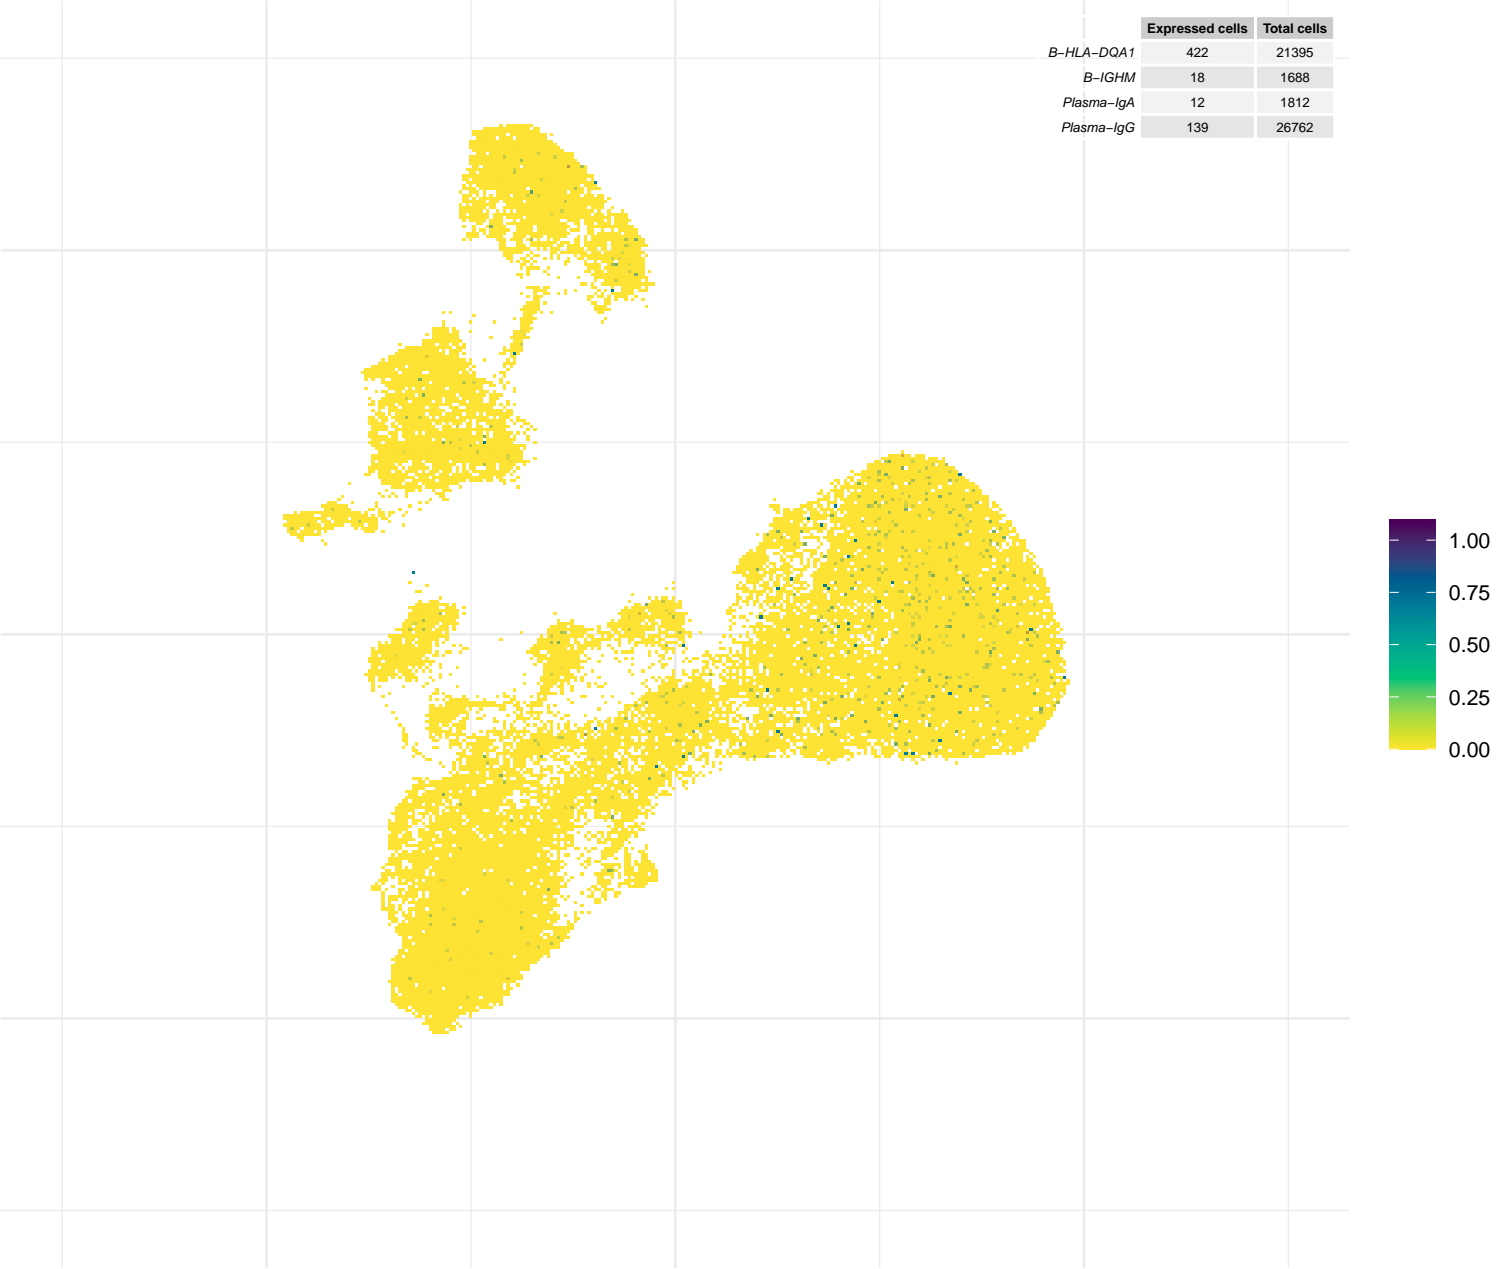 Expressed cells Total cells
B−HLA−DQA1 422 21395
B−IGHM 18 1688
Plasma−IgA 12 1812
Plasma−IgG 139 26762
1.00
0.75
0.50
0.25
0.00